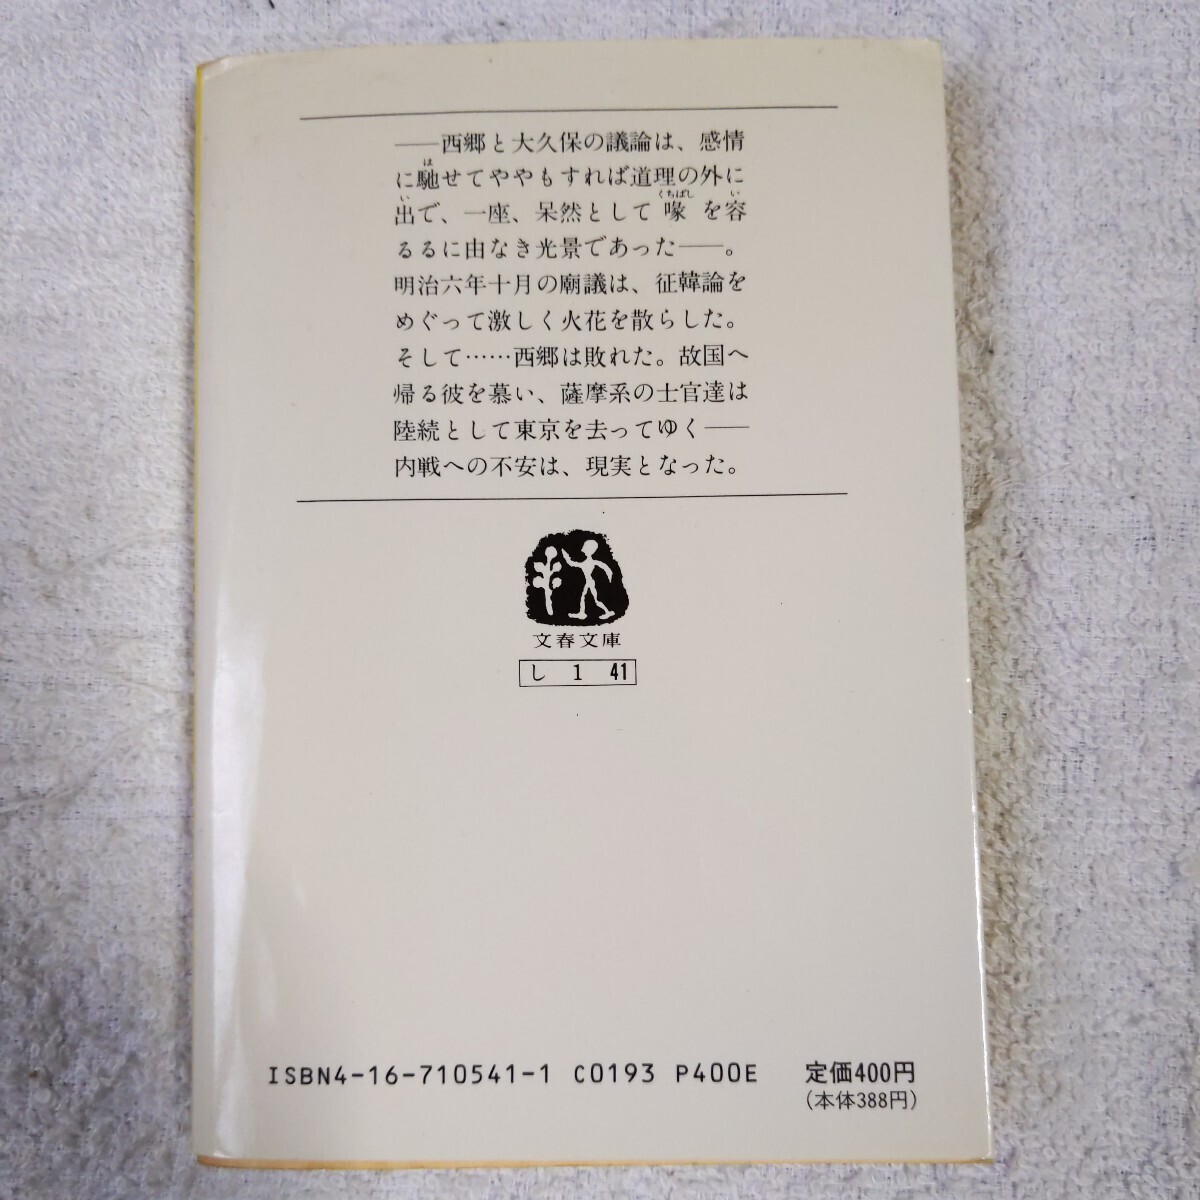 ――西郷と大久保の議論は、感情
に馳せてややもすれば道理の外に
出で、一座、呆然として喙を容
るるに由なき光景であった――。
明治六年十月の廟議は、征韓論を
めぐって激しく火花を散らした。
そして……西郷は敗れた。故国へ
帰る彼を慕い、薩摩系の士官達は
陸続として東京を去ってゆく――
内戦への不安は、現実となった。
文春文庫
し 1 41
ISBN4-16-710541-1 C0193 P400E
定価400円
(本体388円)